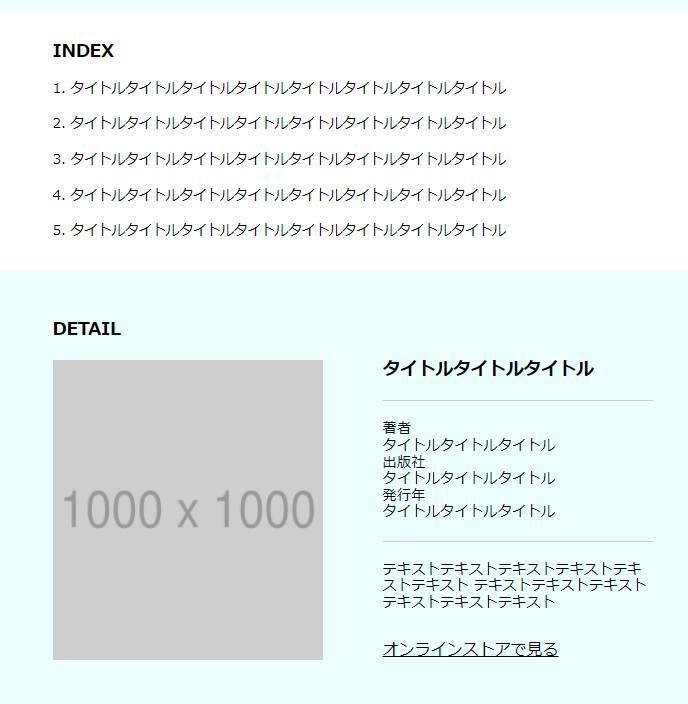 INDEX
1. タイトルタイトルタイトルタイトルタイトルタイトルタイトルタイトル
2. タイトルタイトルタイトルタイトルタイトルタイトルタイトルタイトル
3. タイトルタイトルタイトルタイトルタイトルタイトルタイトルタイトル
4. タイトルタイトルタイトルタイトルタイトルタイトルタイトルタイトル
5. タイトルタイトルタイトルタイトルタイトルタイトルタイトルタイトル
DETAIL
1000 x 1000
タイトルタイトルタイトル
著者
タイトルタイトルタイトル
出版社
タイトルタイトルタイトル
発行年
タイトルタイトルタイトル
テキストテキストテキストテキストテキ
ストテキスト テキストテキストテキスト
テキストテキストテキスト
オンラインストアで見る